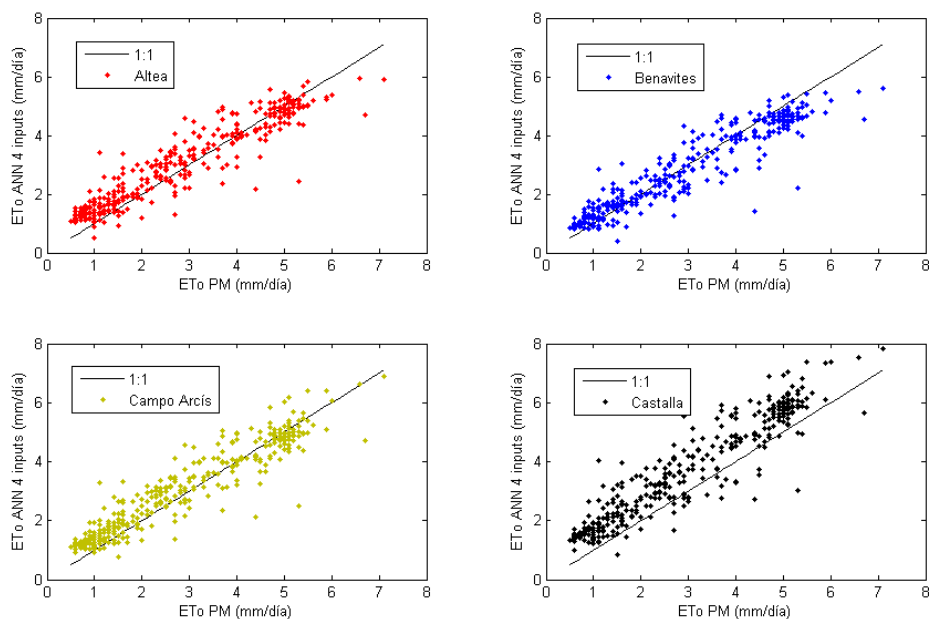 8
6
4
2
0
ETo ANN 4 inputs (mm/día)
1:1
Altea
0 1 2 3 4 5 6 7 8
ETo PM (mm/día)
8
6
4
2
0
ETo ANN 4 inputs (mm/día)
1:1
Benavites
0 1 2 3 4 5 6 7 8
ETo PM (mm/día)
8
6
4
2
0
ETo ANN 4 inputs (mm/día)
1:1
Campo Arcís
0 1 2 3 4 5 6 7 8
ETo PM (mm/día)
8
6
4
2
0
ETo ANN 4 inputs (mm/día)
1:1
Castalla
0 1 2 3 4 5 6 7 8
ETo PM (mm/día)